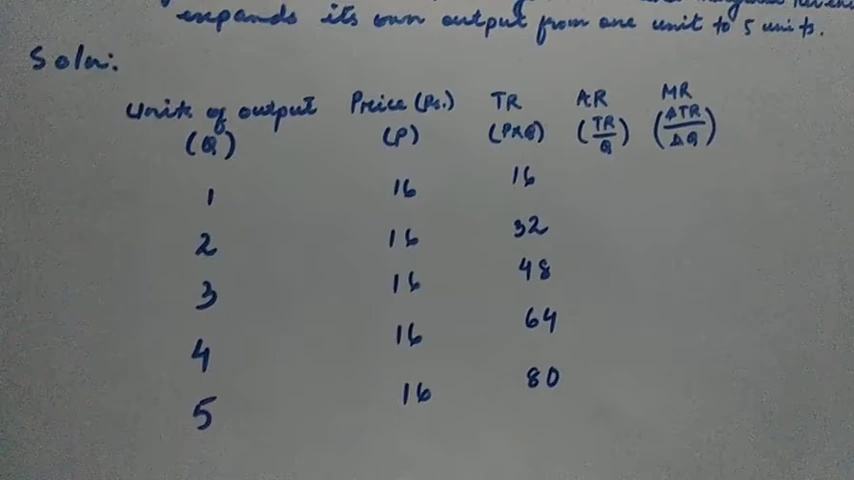 expands its own output from one unit to 5 units.
Soln:
Units of output Price (Rs.) TR AR MR
(Q) (P) (P×Q) (TR/Q) (ΔTR/ΔQ)
1 16 16
2 16 32
3 16 48
4 16 64
5 16 80